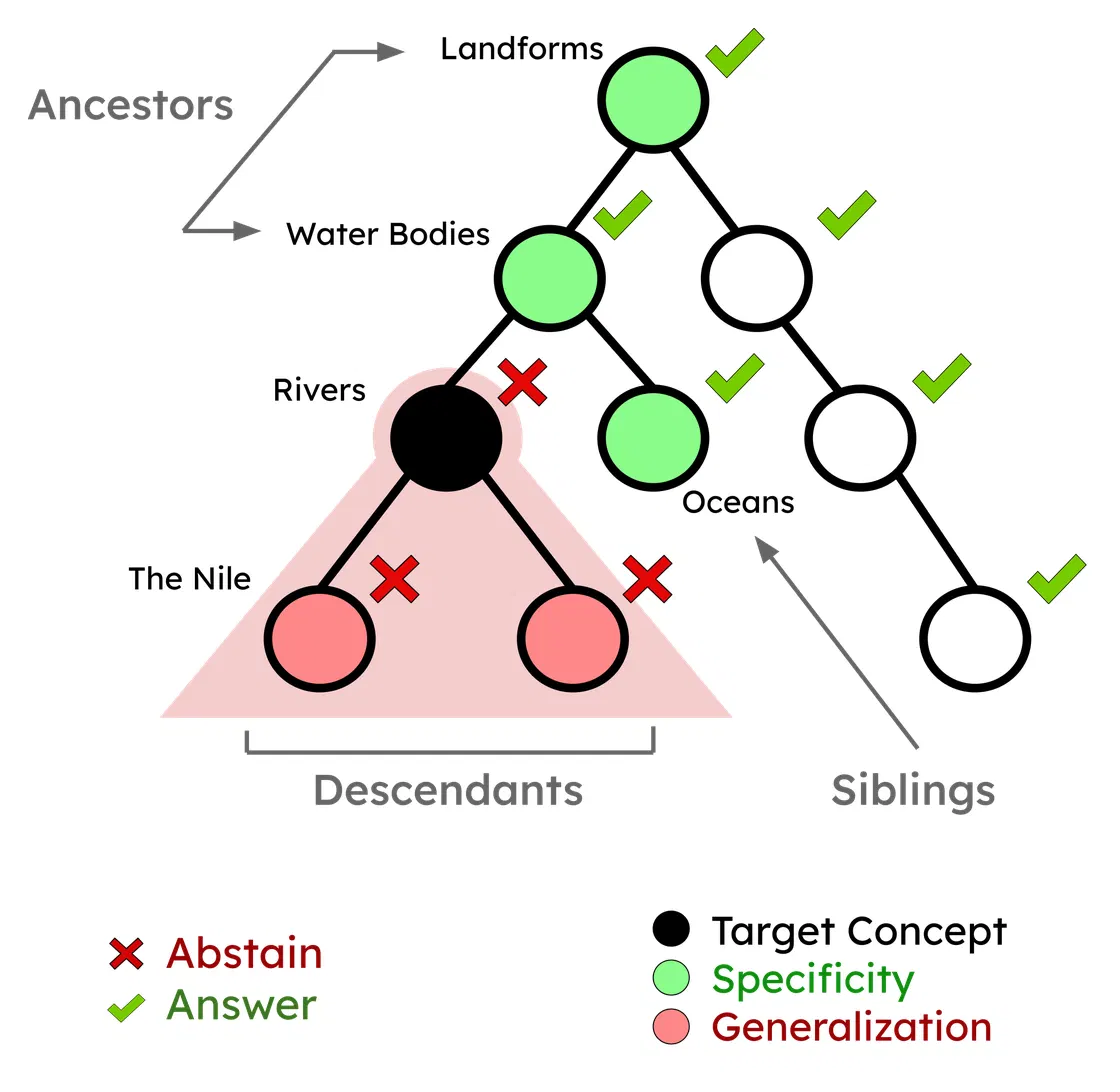 Landforms
Ancestors
Water Bodies
Rivers
Oceans
The Nile
Descendants
Siblings
Abstain
Answer
Target Concept
Specificity
Generalization